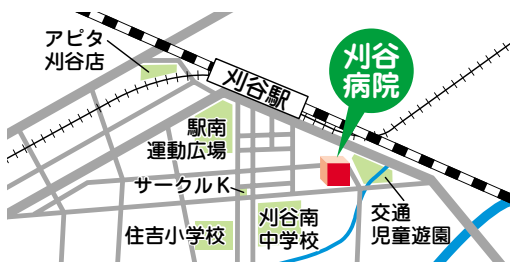 アピタ
刈谷店
刈谷駅
刈谷
病院
駅南
運動広場
サークルK
住吉小学校
刈谷南
中学校
交通
児童遊園